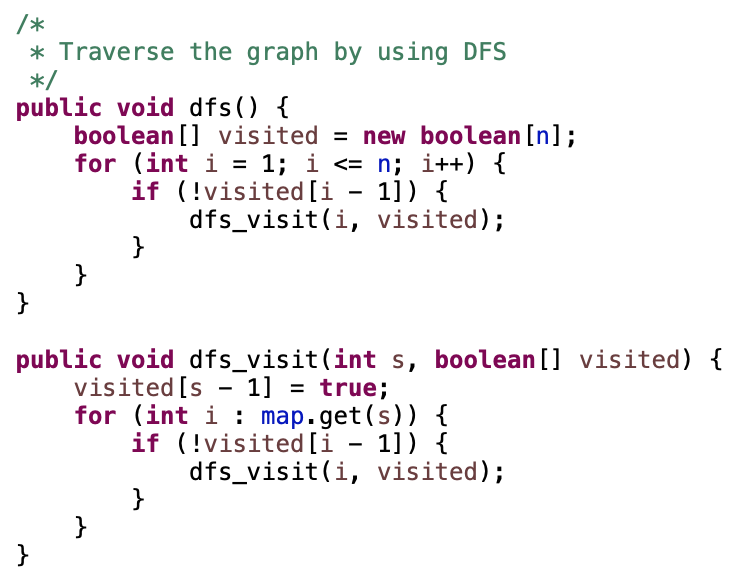 /*
 * Traverse the graph by using DFS
 */
public void dfs() {
    boolean[] visited = new boolean[n];
    for (int i = 1; i <= n; i++) {
        if (!visited[i - 1]) {
            dfs_visit(i, visited);
        }
    }
}

public void dfs_visit(int s, boolean[] visited) {
    visited[s - 1] = true;
    for (int i : map.get(s)) {
        if (!visited[i - 1]) {
            dfs_visit(i, visited);
        }
    }
}